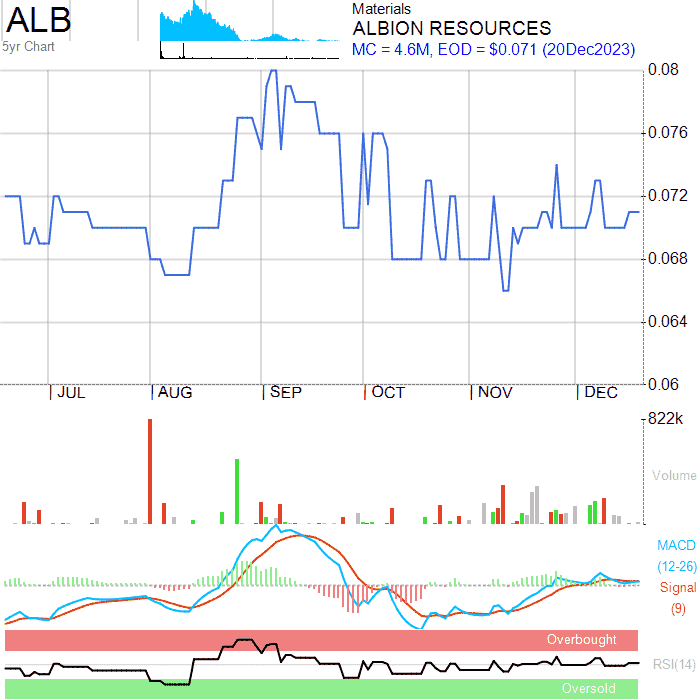 ALB
5yr Chart
Materials
ALBION RESOURCES
MC = 4.6M, EOD = $0.071 (20Dec2023)
0.08
0.076
0.072
0.068
0.064
0.06
JUL AUG SEP OCT NOV DEC
822k
Volume
MACD
(12-26)
Signal
(9)
Overbought
RSI(14)
Oversold